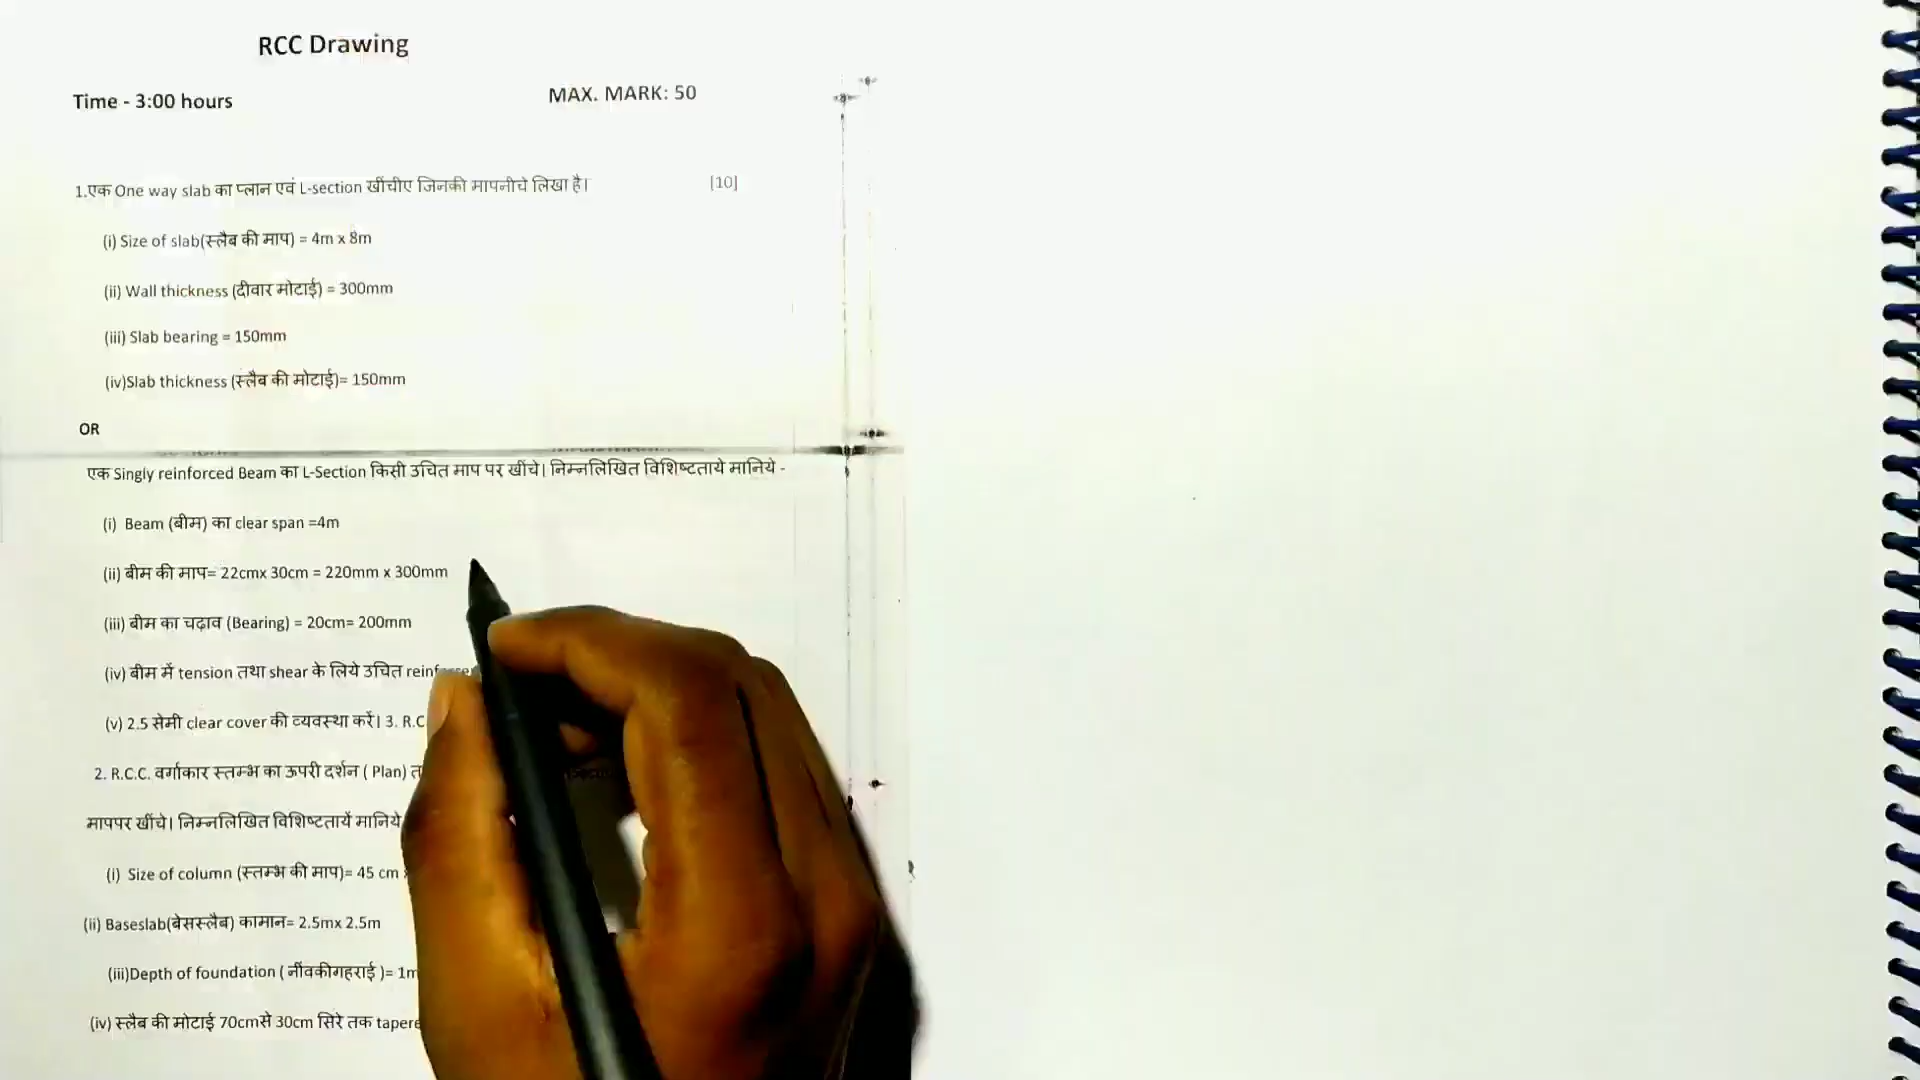 RCC Drawing
Time - 3:00 hours
MAX. MARK: 50
1.एक One way slab का प्लान एवं L-section खींचीए जिनकी मापनीचे लिखा है। [10]
(i) Size of slab(स्लैब की माप) = 4m x 8m
(ii) Wall thickness (दीवार मोटाई) = 300mm
(iii) Slab bearing = 150mm
(iv)Slab thickness (स्लैब की मोटाई)= 150mm
OR
एक Singly reinforced Beam का L-Section किसी उचित माप पर खींचे। निम्नलिखित विशिष्टताये मानिये -
(i) Beam (बीम) का clear span =4m
(ii) बीम की माप= 22cmx 30cm = 220mm x 300mm
(iii) बीम का चढ़ाव (Bearing) = 20cm= 200mm
(iv) बीम में tension तथा shear के लिये उचित
(v) 2.5 सेमी clear cover की व्यवस्था करें। 3. R.C
2. R.C.C. वर्गाकार स्तम्भ का ऊपरी दर्शन ( Plan)
मापपर खींचे। निम्नलिखित विशिष्टतायें मानिये
(i) Size of column (स्तम्भ की माप)= 45 cm
(ii) Baseslab(बेसस्लैब) कामान= 2.5mx 2.5m
(iii)Depth of foundation ( नींवकीगहराई )= 1m
(iv) स्लैब की मोटाई 70cmसे 30cm सिरे तक